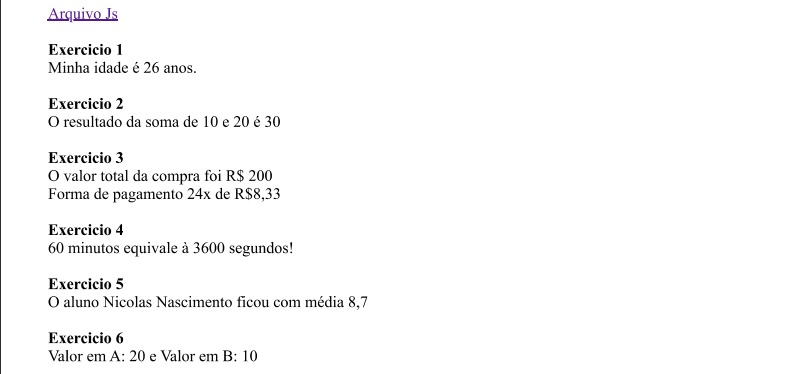 Arquivo Js
Exercicio 1
Minha idade é 26 anos.
Exercicio 2
O resultado da soma de 10 e 20 é 30
Exercicio 3
O valor total da compra foi R$ 200
Forma de pagamento 24x de R$8,33
Exercicio 4
60 minutos equivale à 3600 segundos!
Exercicio 5
O aluno Nicolas Nascimento ficou com média 8,7
Exercicio 6
Valor em A: 20 e Valor em B: 10